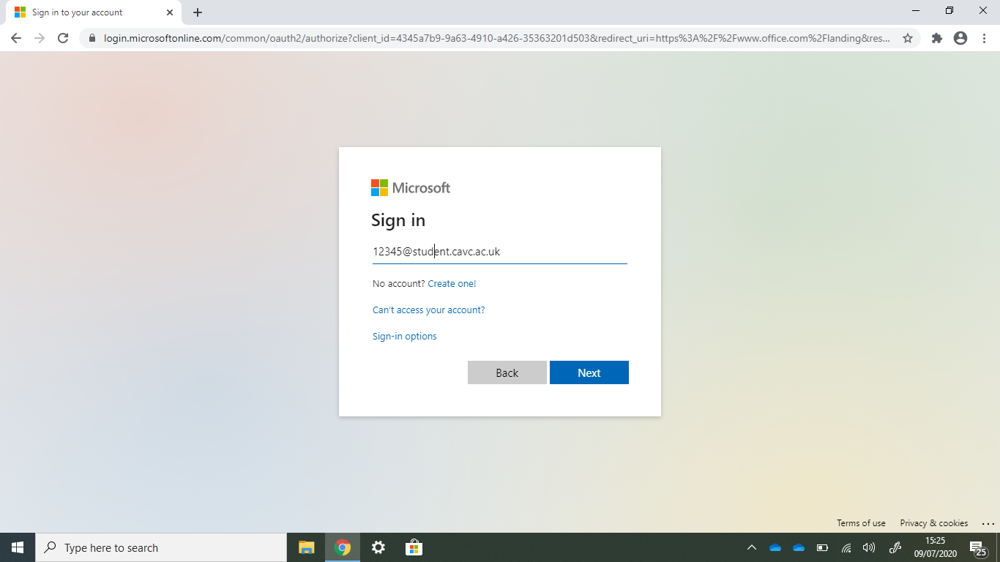 Sign in to your account
login.microsoftonline.com/common/oauth2/authorize?client_id=4345a7b9-9a63-4910-a426-35363201d503&redirect_uri=https%3A%2F%2Fwww.office.com%2Flanding&res...
Microsoft
Sign in
12345@student.cavc.ac.uk
No account? Create one!
Can't access your account?
Sign-in options
Back Next
Terms of use Privacy & cookies ...
Type here to search
15:25
09/07/2020
25